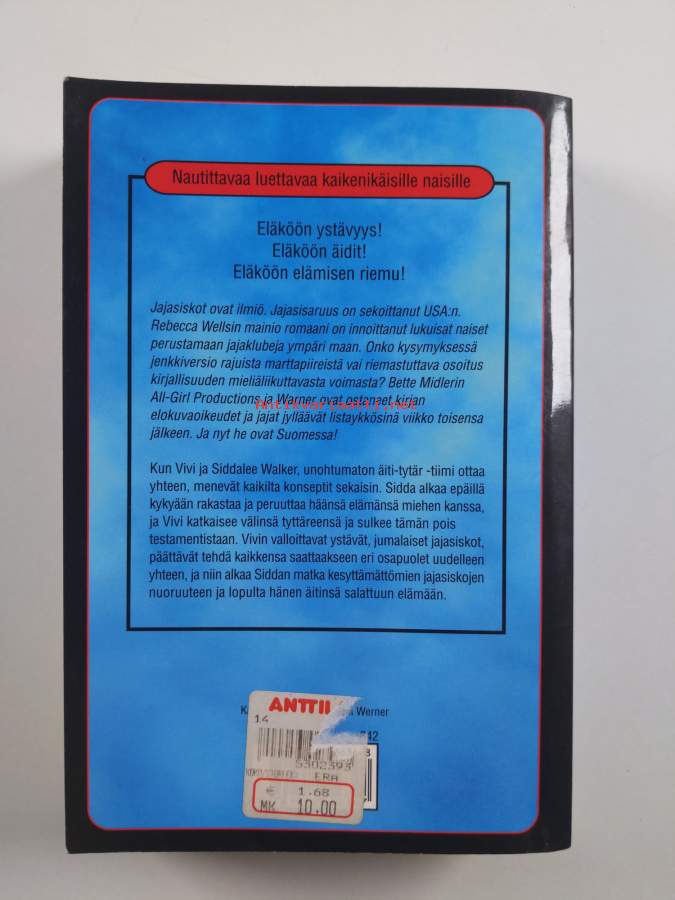 Nautittavaa luettavaa kaikenikäisille naisille
Eläköön ystävyys!
Eläköön äidit!
Eläköön elämisen riemu!
Jajasiskot ovat ilmiö. Jajasisaruus on sekoittanut USA:n.
Rebecca Wellsin mainio romaani on innoittanut lukuisat naiset
perustamaan jajaklubeja ympäri maan. Onko kysymyksessä
jenkkiversio rajuista marttapiireistä vai riemastuttava osoitus
kirjallisuuden mieliäliikuttavasta voimasta? Bette Midlerin
All-Girl Productions ja Warner ovat ostaneet kirjan
Antikvariaatti.net
elokuvaoikeudet ja jajat jylläävät listaykkösinä viikko toisensa
jälkeen. Ja nyt he ovat Suomessa!
Kun Vivi ja Siddalee Walker, unohtumaton äiti-tytär -tiimi ottaa
yhteen, menevät kaikilta konseptit sekaisin. Sidda alkaa epäillä
kykyään rakastaa ja peruuttaa häänsä elämänsä miehen kanssa,
ja Vivi katkaisee välinsä tyttäreensä ja sulkee tämän pois
testamentistaan. Vivin valloittavat ystävät, jumalaiset jajasiskot,
päättävät tehdä kaikkensa saattaakseen eri osapuolet uudelleen
yhteen, ja niin alkaa Siddan matka kesyttämättömien jajasiskojen
nuoruuteen ja lopulta hänen äitinsä salattuun elämään.
Werner
ANTTII
14
5302393
ERA
€ 1.68
MK 10.00